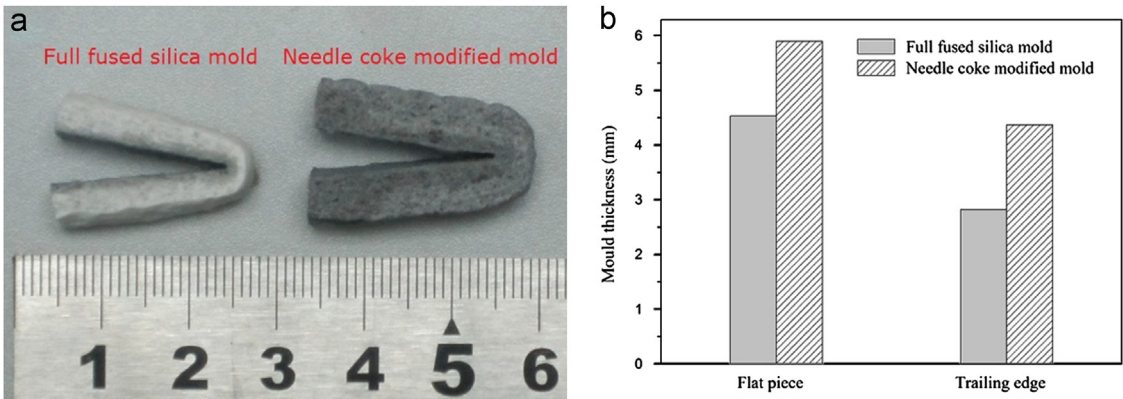 a
Full fused silica mold
Needle coke modified mold
1 2 3 4 5 6
b
Full fused silica mold
Needle coke modified mold
Mould thickness (mm)
6
5
4
3
2
1
0
Flat piece
Trailing edge